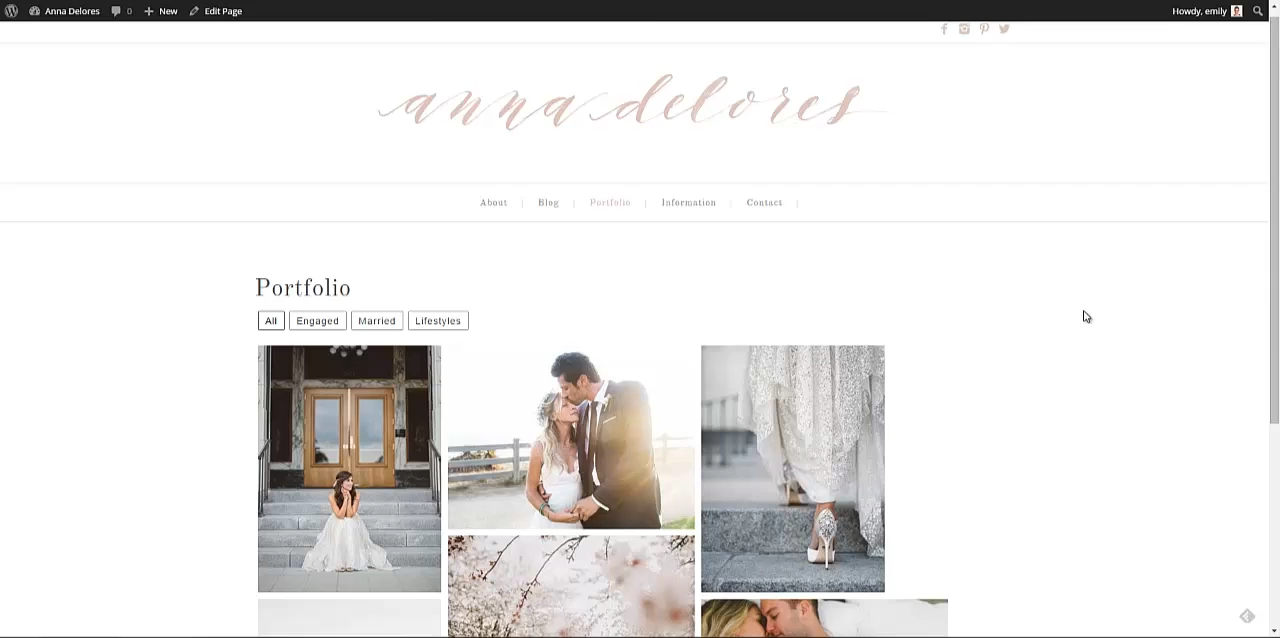 Anna Delores 0 New Edit Page Howdy, emily
anna delores
About | Blog | Portfolio | Information | Contact |
Portfolio
All Engaged Married Lifestyles